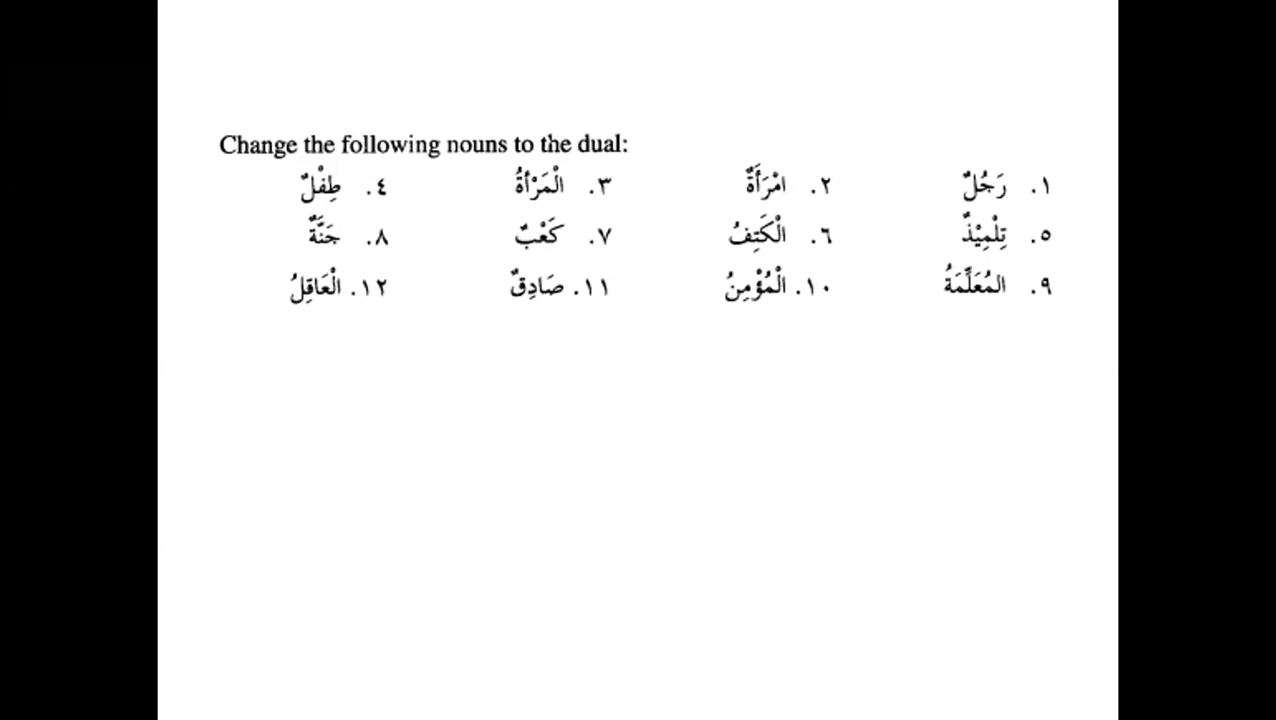 Change the following nouns to the dual:
١. رَجُلٌ ٢. امْرَأَةٌ ٣. الْمَرْأَةُ ٤. طِفْلٌ
٥. تِلْمِيْذٌ ٦. الْكَتِفُ ٧. كَعْبٌ ٨. جَنَّةٌ
٩. المُعَلِّمَةُ ١٠. الْمُؤْمِنُ ١١. صَادِقٌ ١٢. الْعَاقِلُ